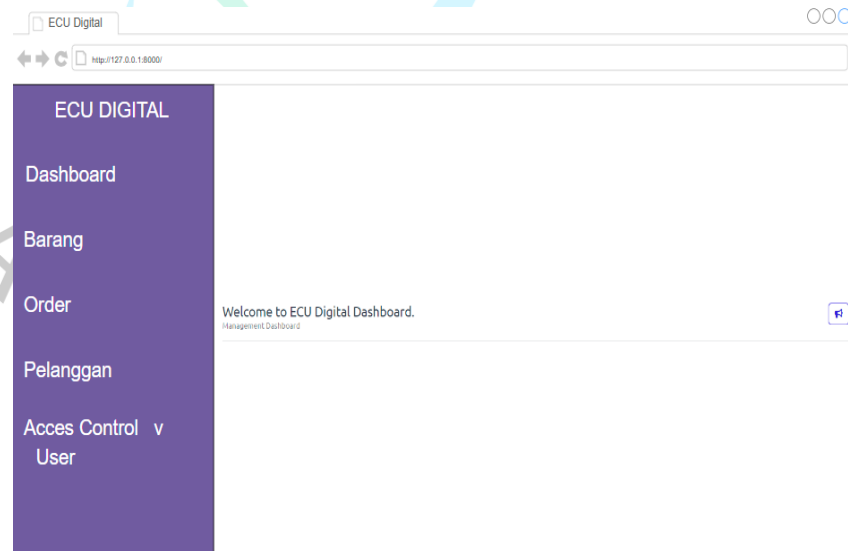 ECU Digital
http://127.0.0.1:8000/
ECU DIGITAL
Dashboard
Barang
Order
Pelanggan
Acces Control v
User
Welcome to ECU Digital Dashboard.
Management Dashboard